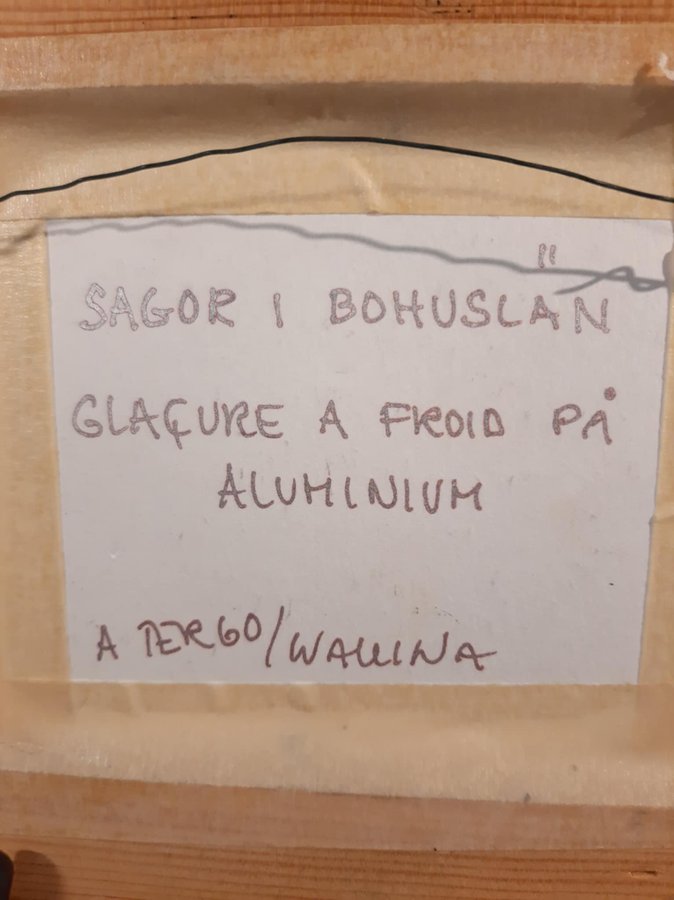 SAGOR I BOHUSLÄN
GLAÇURE A FROID PÅ
ALUMINIUM
A TERGO/WALLINA